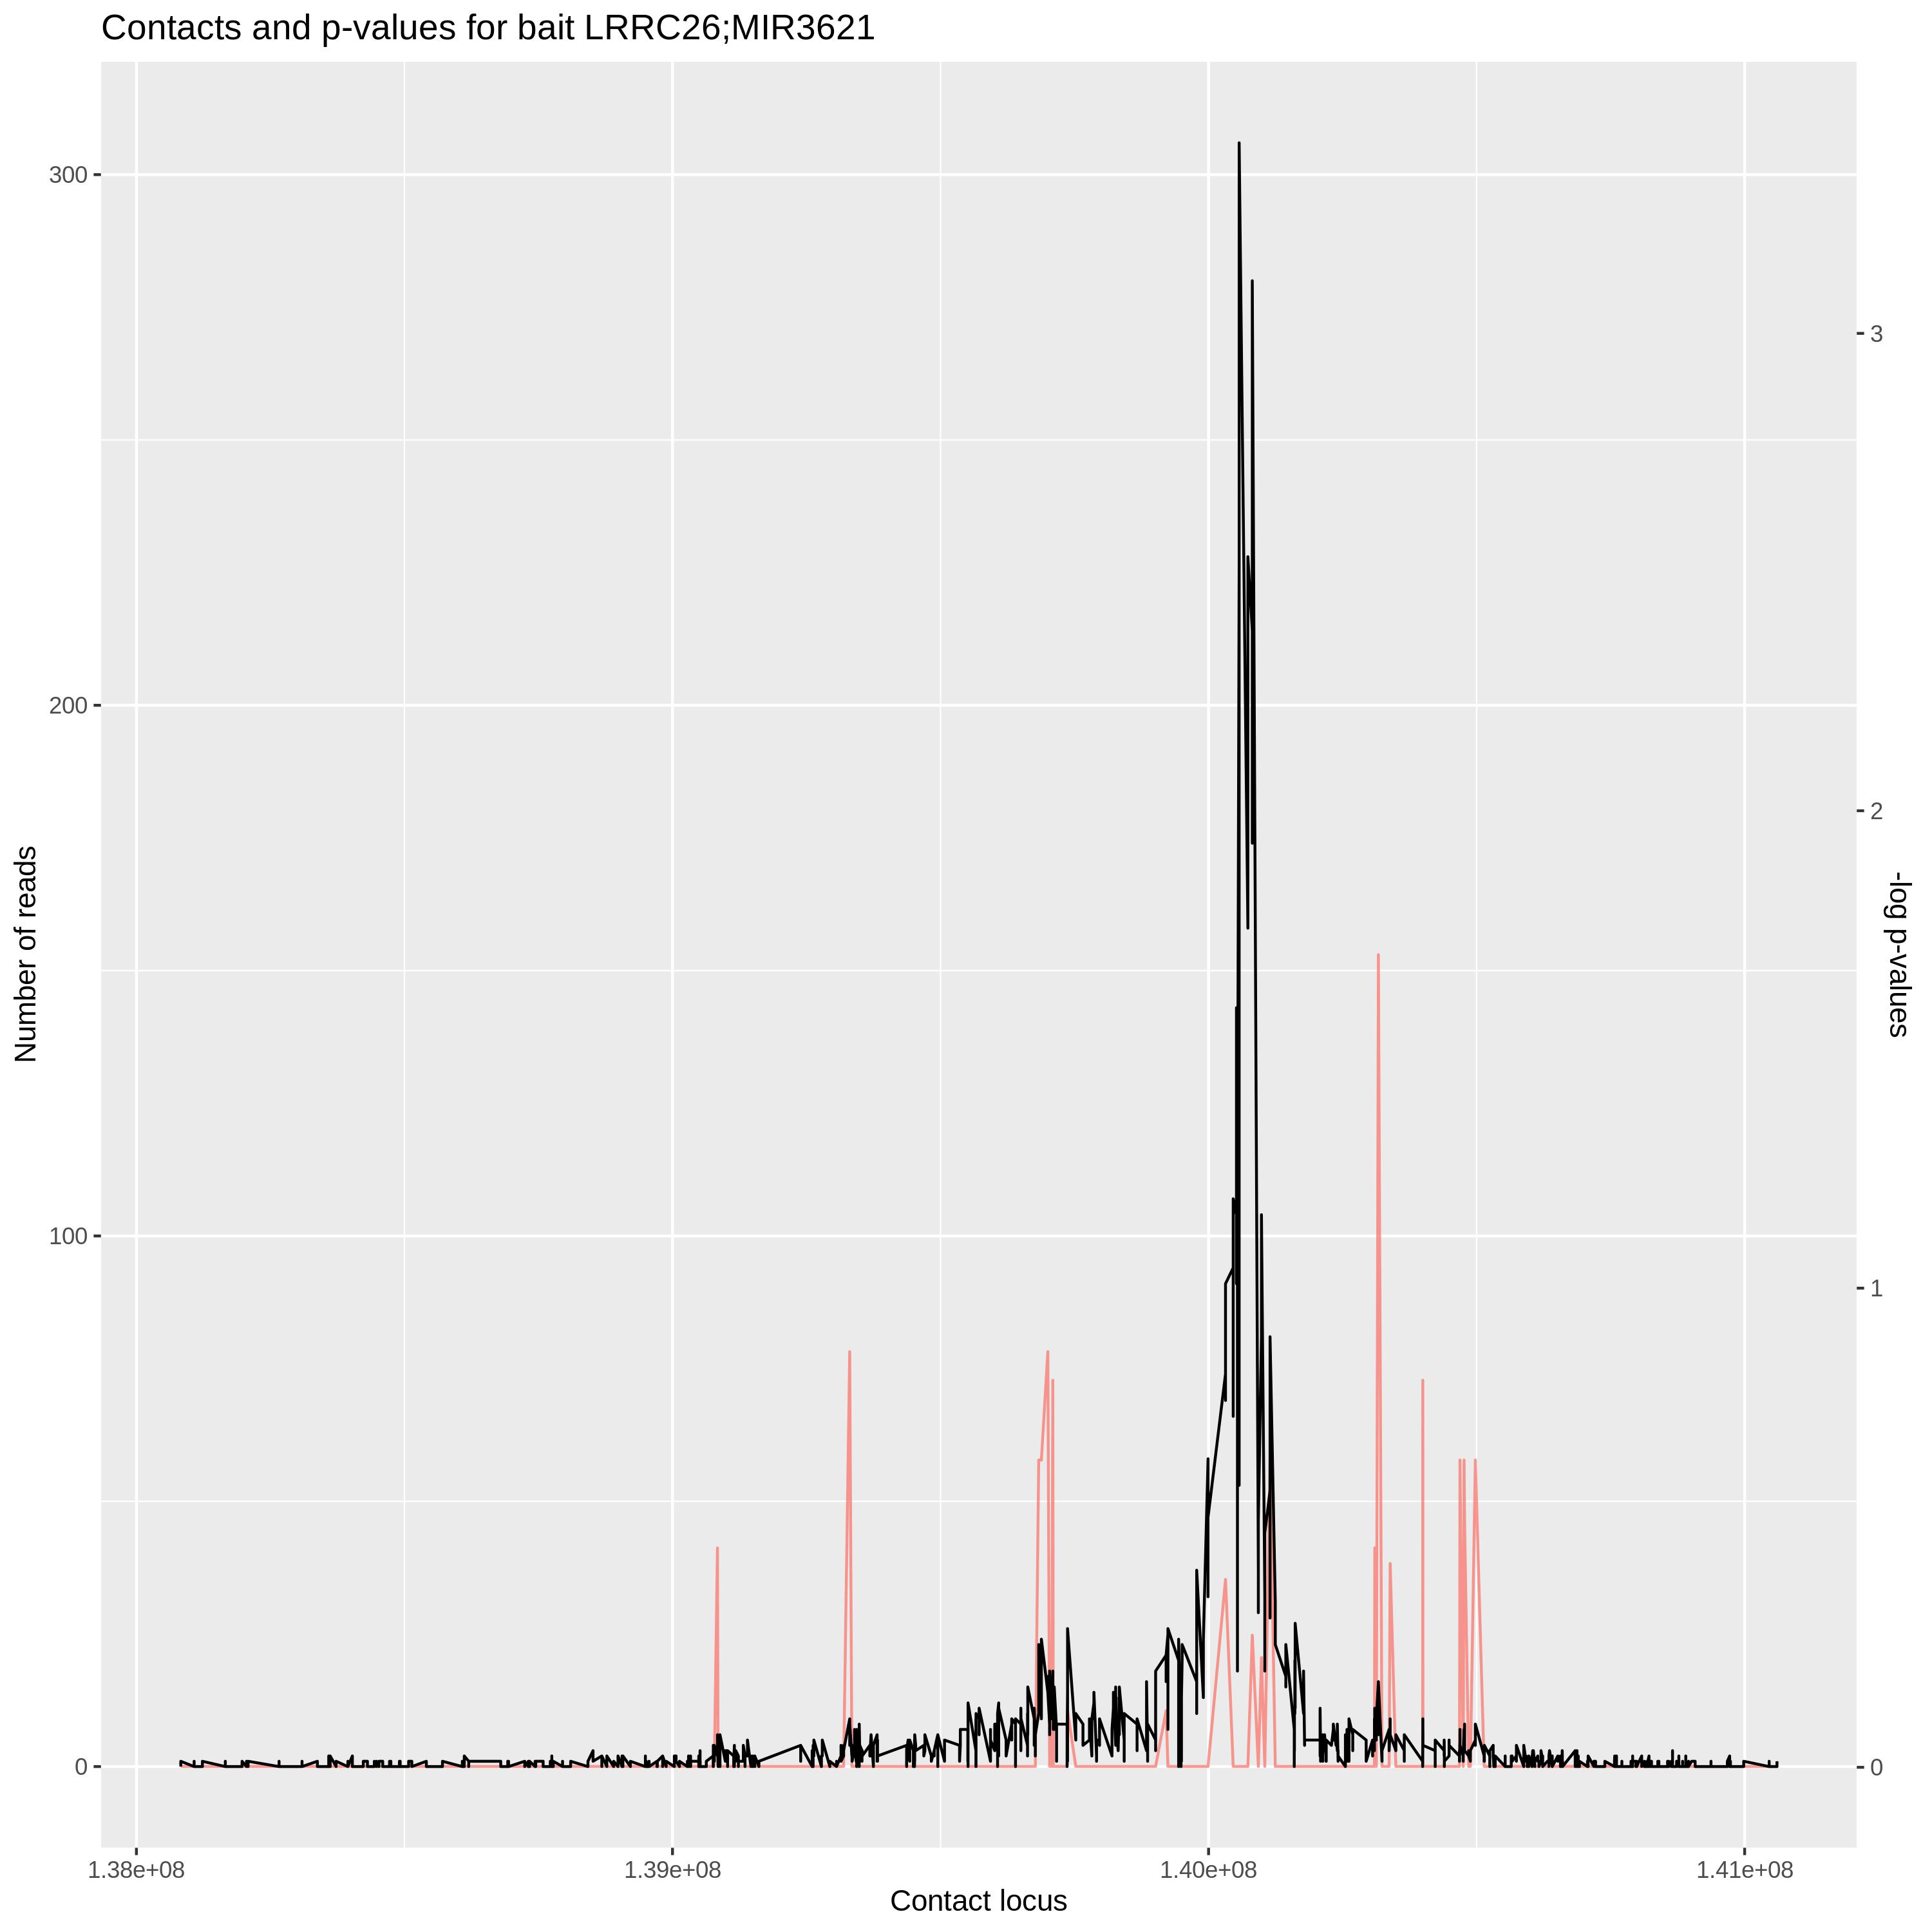 Contacts and p-values for bait LRRC26;MIR3621
300
200
100
0
3
2
1
0
Number of reads
-log p-values
1.38e+08
1.39e+08
1.40e+08
1.41e+08
Contact locus